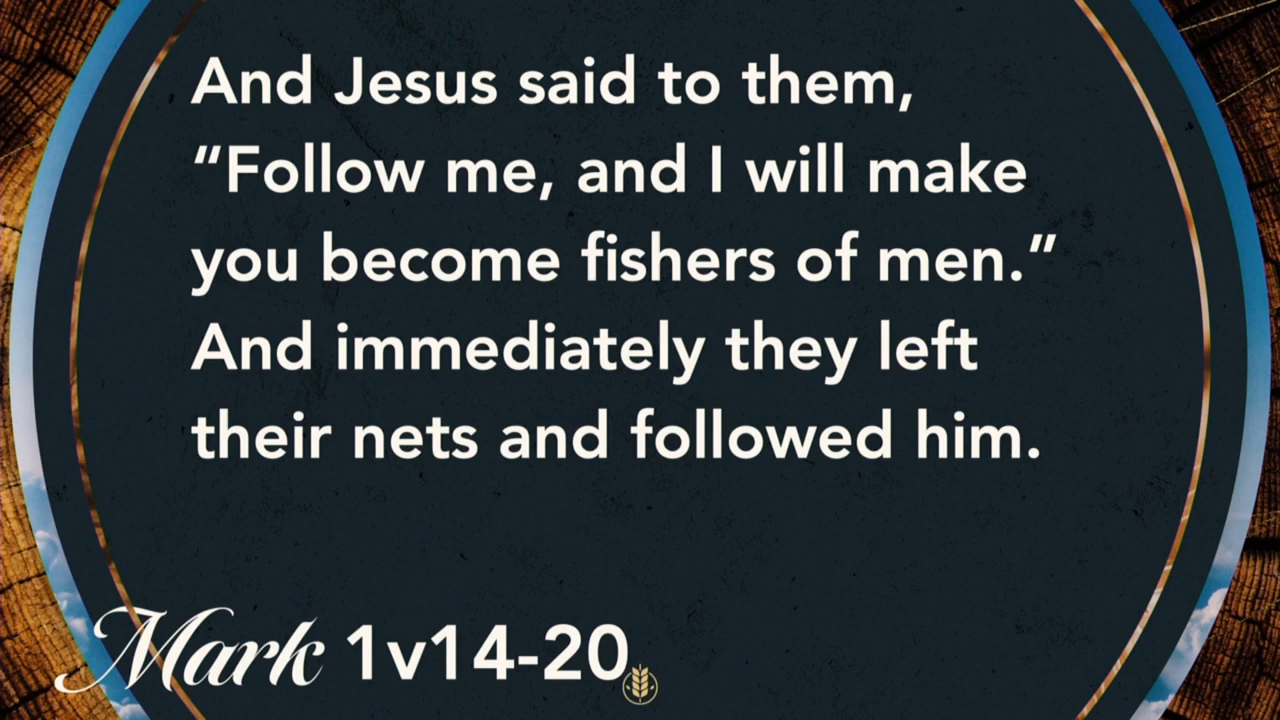 And Jesus said to them,
“Follow me, and I will make
you become fishers of men.”
And immediately they left
their nets and followed him.
Mark 1v14-20